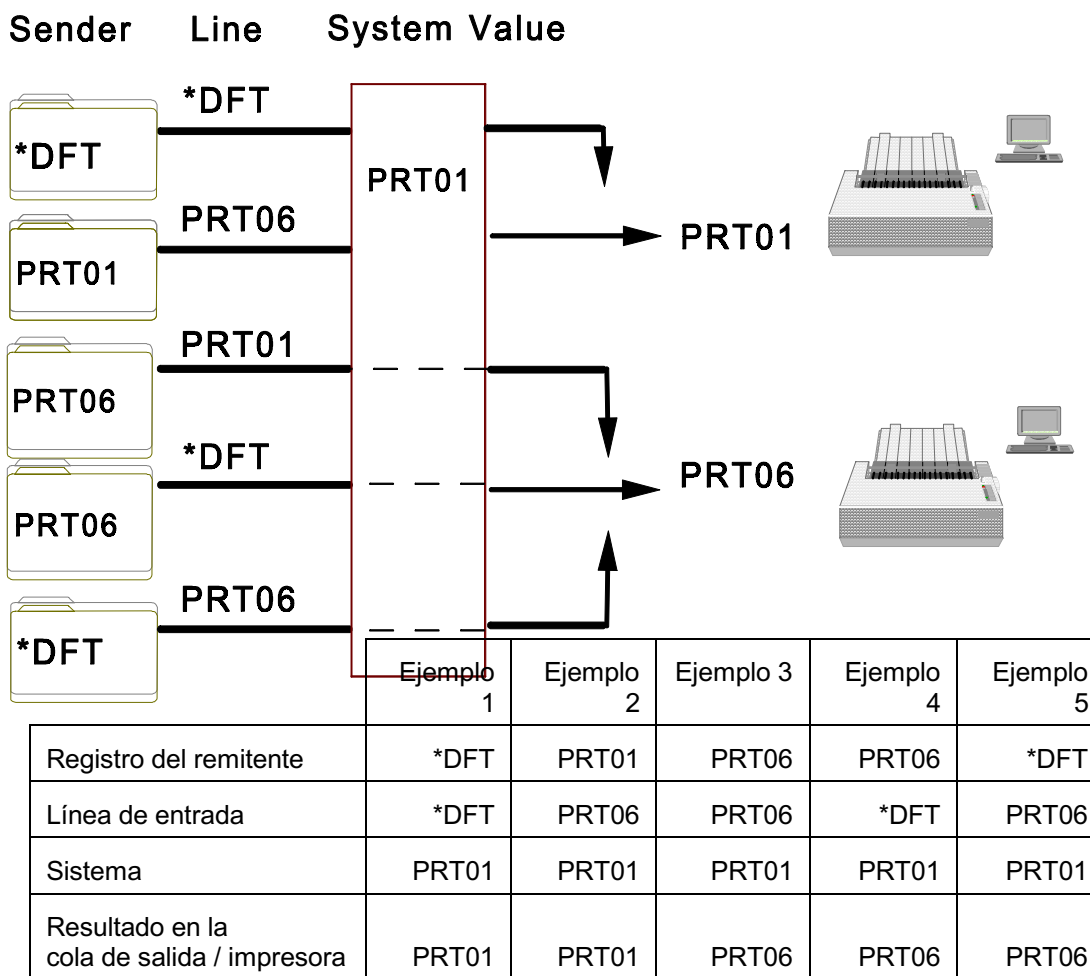 Sender Line System Value
*DFT
*DFT
PRT01
PRT06
PRT01
PRT01
PRT01
PRT06
*DFT
PRT06
PRT06
PRT06
*DFT
Ejemplo 1 Ejemplo 2 Ejemplo 3 Ejemplo 4 Ejemplo 5
Registro del remitente *DFT PRT01 PRT06 PRT06 *DFT
Línea de entrada *DFT PRT06 PRT06 *DFT PRT06
Sistema PRT01 PRT01 PRT01 PRT01 PRT01
Resultado en la
cola de salida / impresora PRT01 PRT01 PRT06 PRT06 PRT06